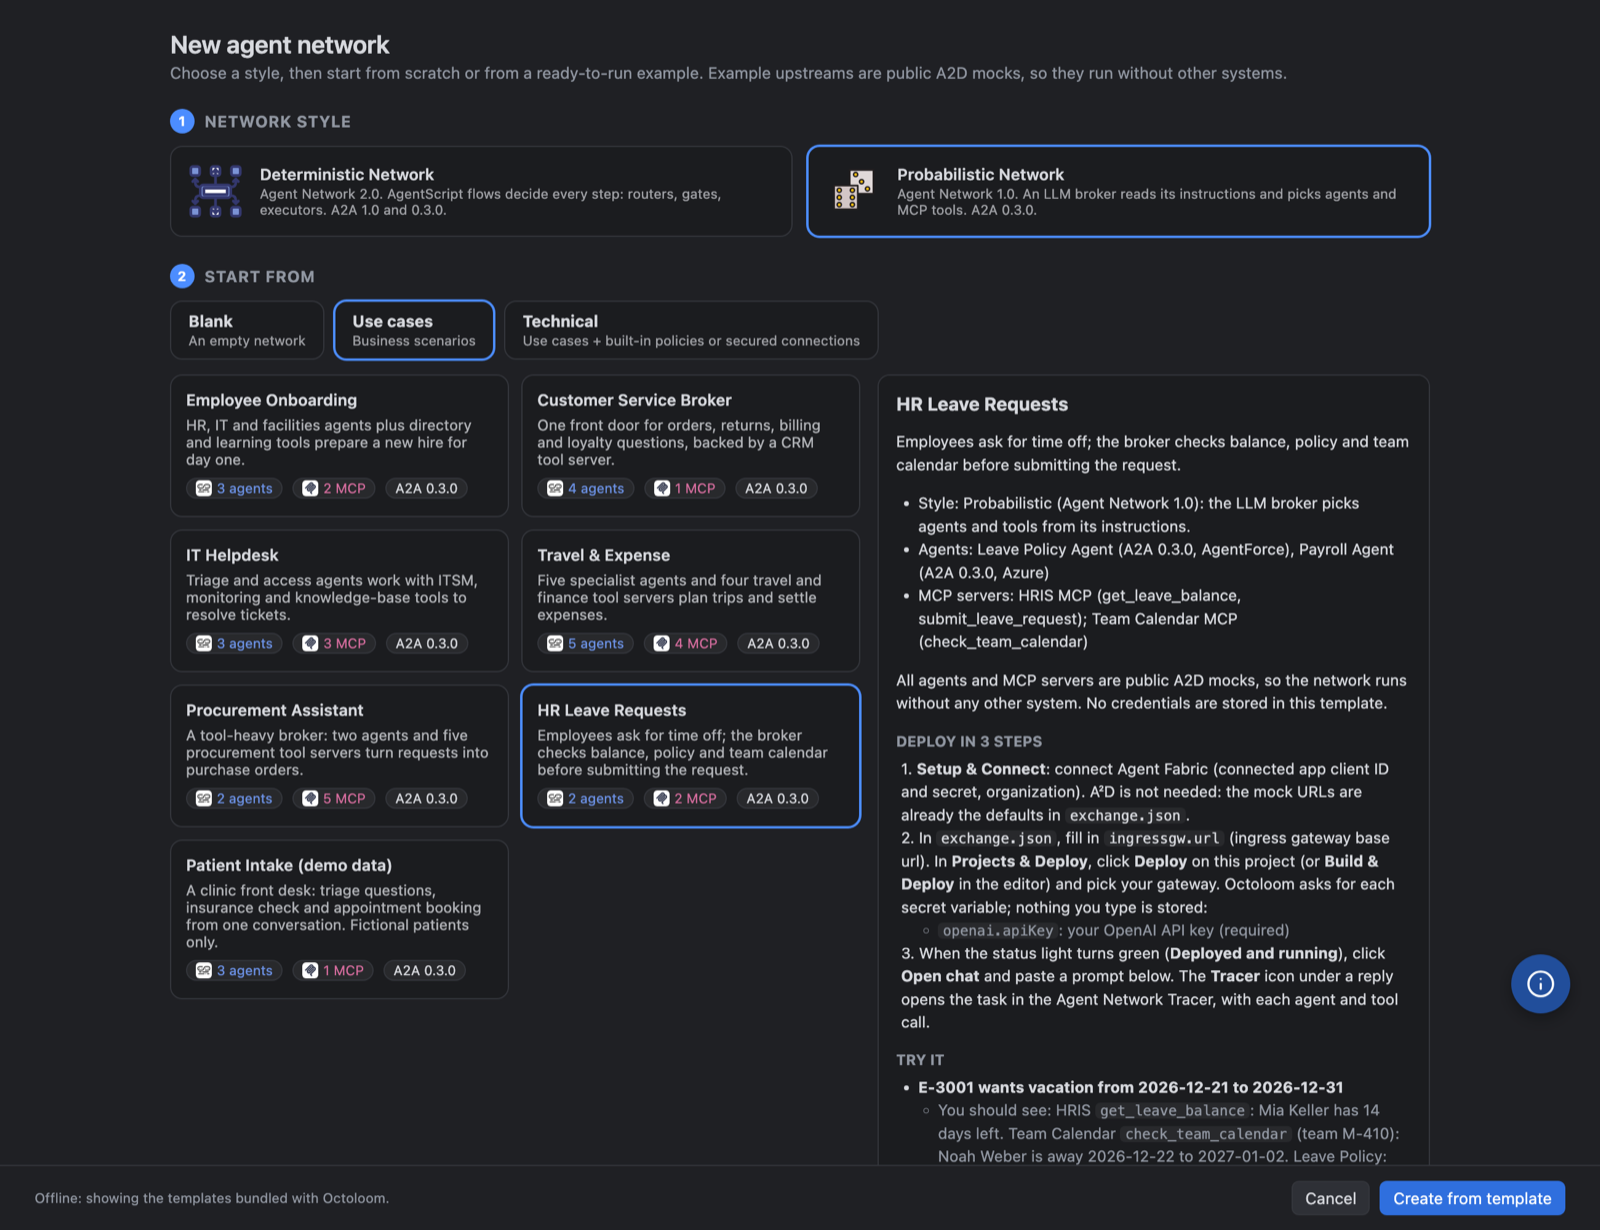 New agent network
Choose a style, then start from scratch or from a ready-to-run example. Example upstreams are public A2D mocks, so they run without other systems.
1 NETWORK STYLE
Deterministic Network
Agent Network 2.0. AgentScript flows decide every step: routers, gates,
executors. A2A 1.0 and 0.3.0.
Probabilistic Network
Agent Network 1.0. An LLM broker reads its instructions and picks agents and
MCP tools. A2A 0.3.0.
2 START FROM
Blank
An empty network
Use cases
Business scenarios
Technical
Use cases + built-in policies or secured connections
Employee Onboarding
HR, IT and facilities agents plus directory
and learning tools prepare a new hire for
day one.
3 agents 2 MCP A2A 0.3.0
Customer Service Broker
One front door for orders, returns, billing
and loyalty questions, backed by a CRM
tool server.
4 agents 1 MCP A2A 0.3.0
IT Helpdesk
Triage and access agents work with ITSM,
monitoring and knowledge-base tools to
resolve tickets.
3 agents 3 MCP A2A 0.3.0
Travel & Expense
Five specialist agents and four travel and
finance tool servers plan trips and settle
expenses.
5 agents 4 MCP A2A 0.3.0
Procurement Assistant
A tool-heavy broker: two agents and five
procurement tool servers turn requests into
purchase orders.
2 agents 5 MCP A2A 0.3.0
HR Leave Requests
Employees ask for time off; the broker
checks balance, policy and team calendar
before submitting the request.
2 agents 2 MCP A2A 0.3.0
Patient Intake (demo data)
A clinic front desk: triage questions,
insurance check and appointment booking
from one conversation. Fictional patients
only.
3 agents 1 MCP A2A 0.3.0
HR Leave Requests
Employees ask for time off; the broker checks balance, policy and team
calendar before submitting the request.
• Style: Probabilistic (Agent Network 1.0): the LLM broker picks
agents and tools from its instructions.
• Agents: Leave Policy Agent (A2A 0.3.0, AgentForce), Payroll Agent
(A2A 0.3.0, Azure)
• MCP servers: HRIS MCP (get_leave_balance,
submit_leave_request); Team Calendar MCP
(check_team_calendar)
All agents and MCP servers are public A2D mocks, so the network runs
without any other system. No credentials are stored in this template.
DEPLOY IN 3 STEPS
1. Setup & Connect: connect Agent Fabric (connected app client ID
and secret, organization). A²D is not needed: the mock URLs are
already the defaults in exchange.json.
2. In exchange.json, fill in ingressgw.url (ingress gateway base
url). In Projects & Deploy, click Deploy on this project (or Build &
Deploy in the editor) and pick your gateway. Octoloom asks for each
secret variable; nothing you type is stored:
◦ openai.apiKey: your OpenAI API key (required)
3. When the status light turns green (Deployed and running), click
Open chat and paste a prompt below. The Tracer icon under a reply
opens the task in the Agent Network Tracer, with each agent and tool
call.
TRY IT
• E-3001 wants vacation from 2026-12-21 to 2026-12-31
◦ You should see: HRIS get_leave_balance: Mia Keller has 14
days left. Team Calendar check_team_calendar (team M-410):
Noah Weber is away 2026-12-22 to 2027-01-02. Leave Policy:
Offline: showing the templates bundled with Octoloom.
Cancel
Create from template